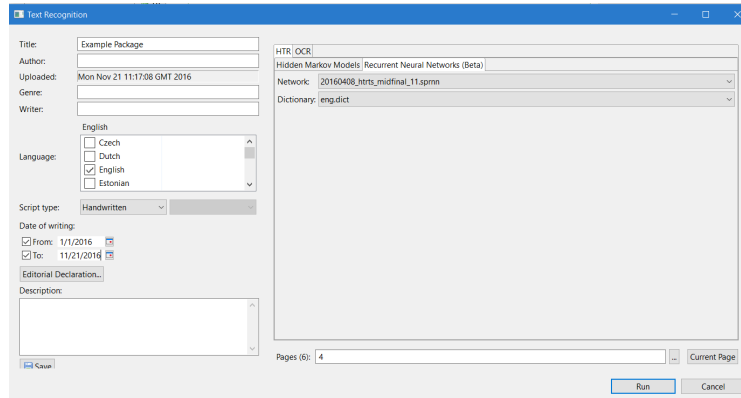 Text Recognition
Title: Example Package
Author:
Uploaded: Mon Nov 21 11:17:08 GMT 2016
Genre:
Writer:
English
Language:
Czech
Dutch
English
Estonian
Script type: Handwritten
Date of writing:
From: 1/1/2016
To: 11/21/2016
Editorial Declaration...
Description:
Save
HTR OCR
Hidden Markov Models Recurrent Neural Networks (Beta)
Network: 20160408_htrts_midfinal_11.sprnn
Dictionary: eng.dict
Pages (6): 4 ... Current Page
Run Cancel